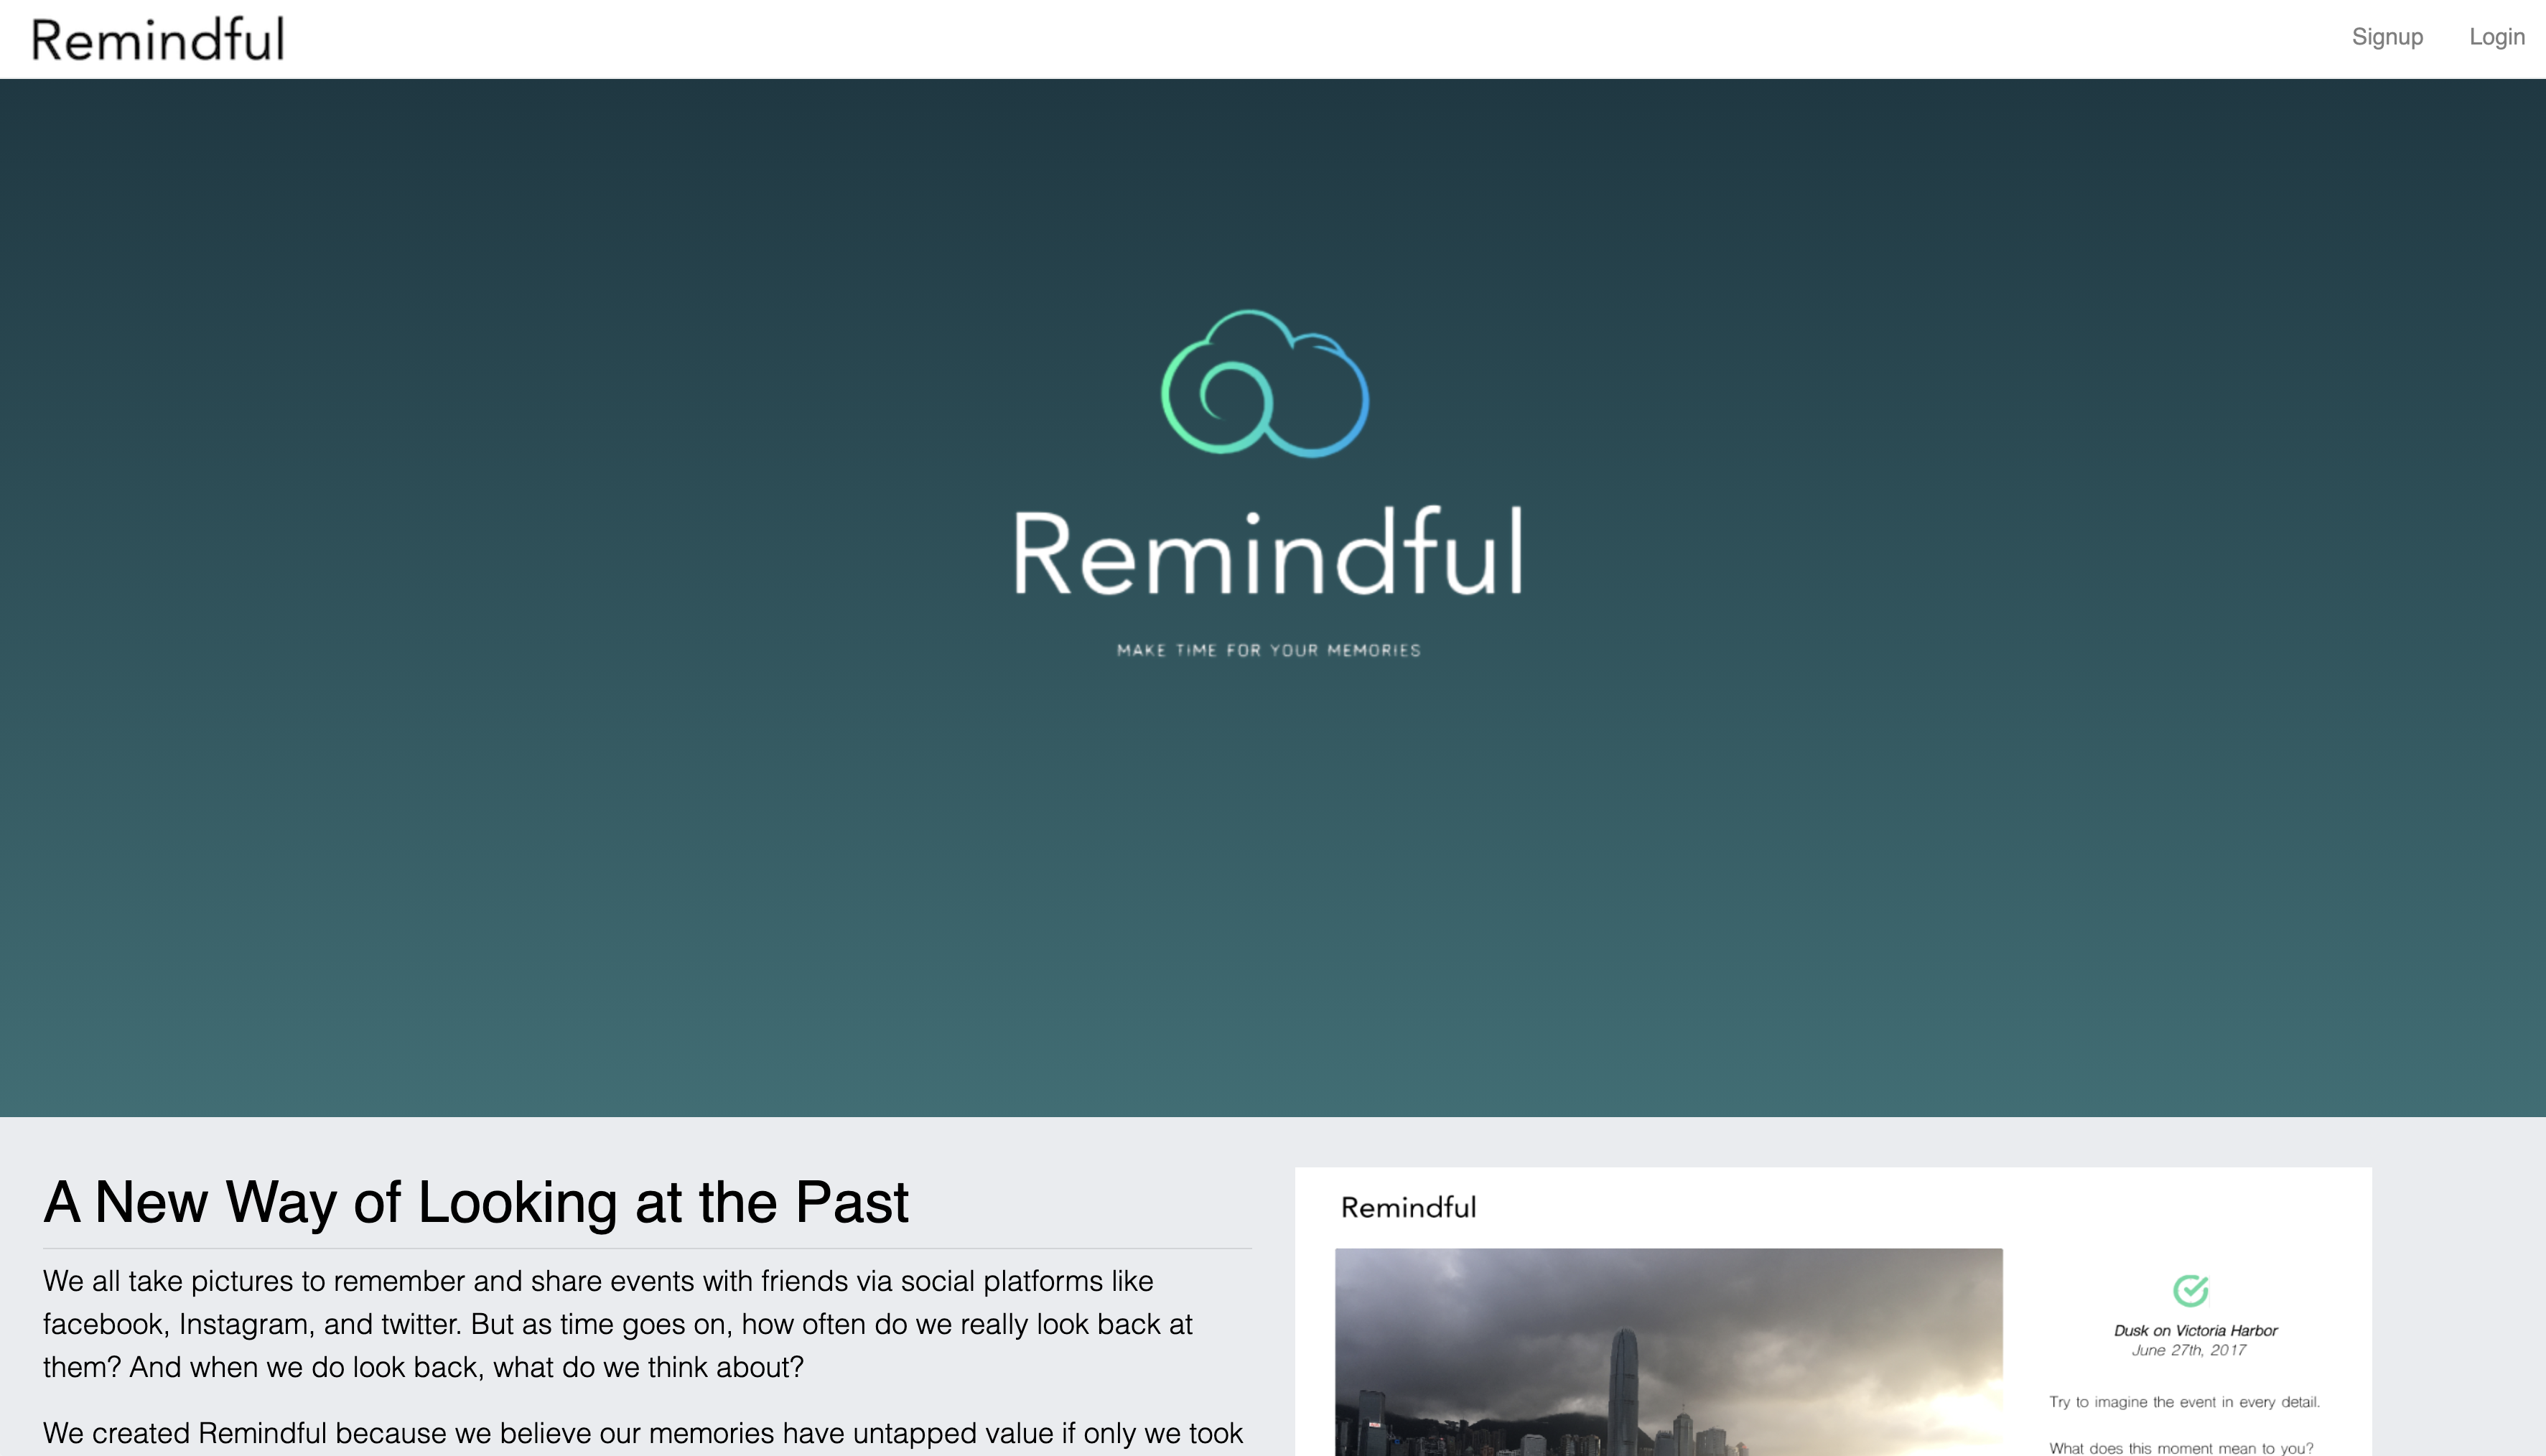 Remindful
Signup
Login
Remindful
MAKE TIME FOR YOUR MEMORIES
A New Way of Looking at the Past
We all take pictures to remember and share events with friends via social platforms like
facebook, Instagram, and twitter. But as time goes on, how often do we really look back at
them? And when we do look back, what do we think about?
We created Remindful because we believe our memories have untapped value if only we took
Remindful
Dusk on Victoria Harbor
June 27th, 2017
Try to imagine the event in every detail.
What does this moment mean to you?